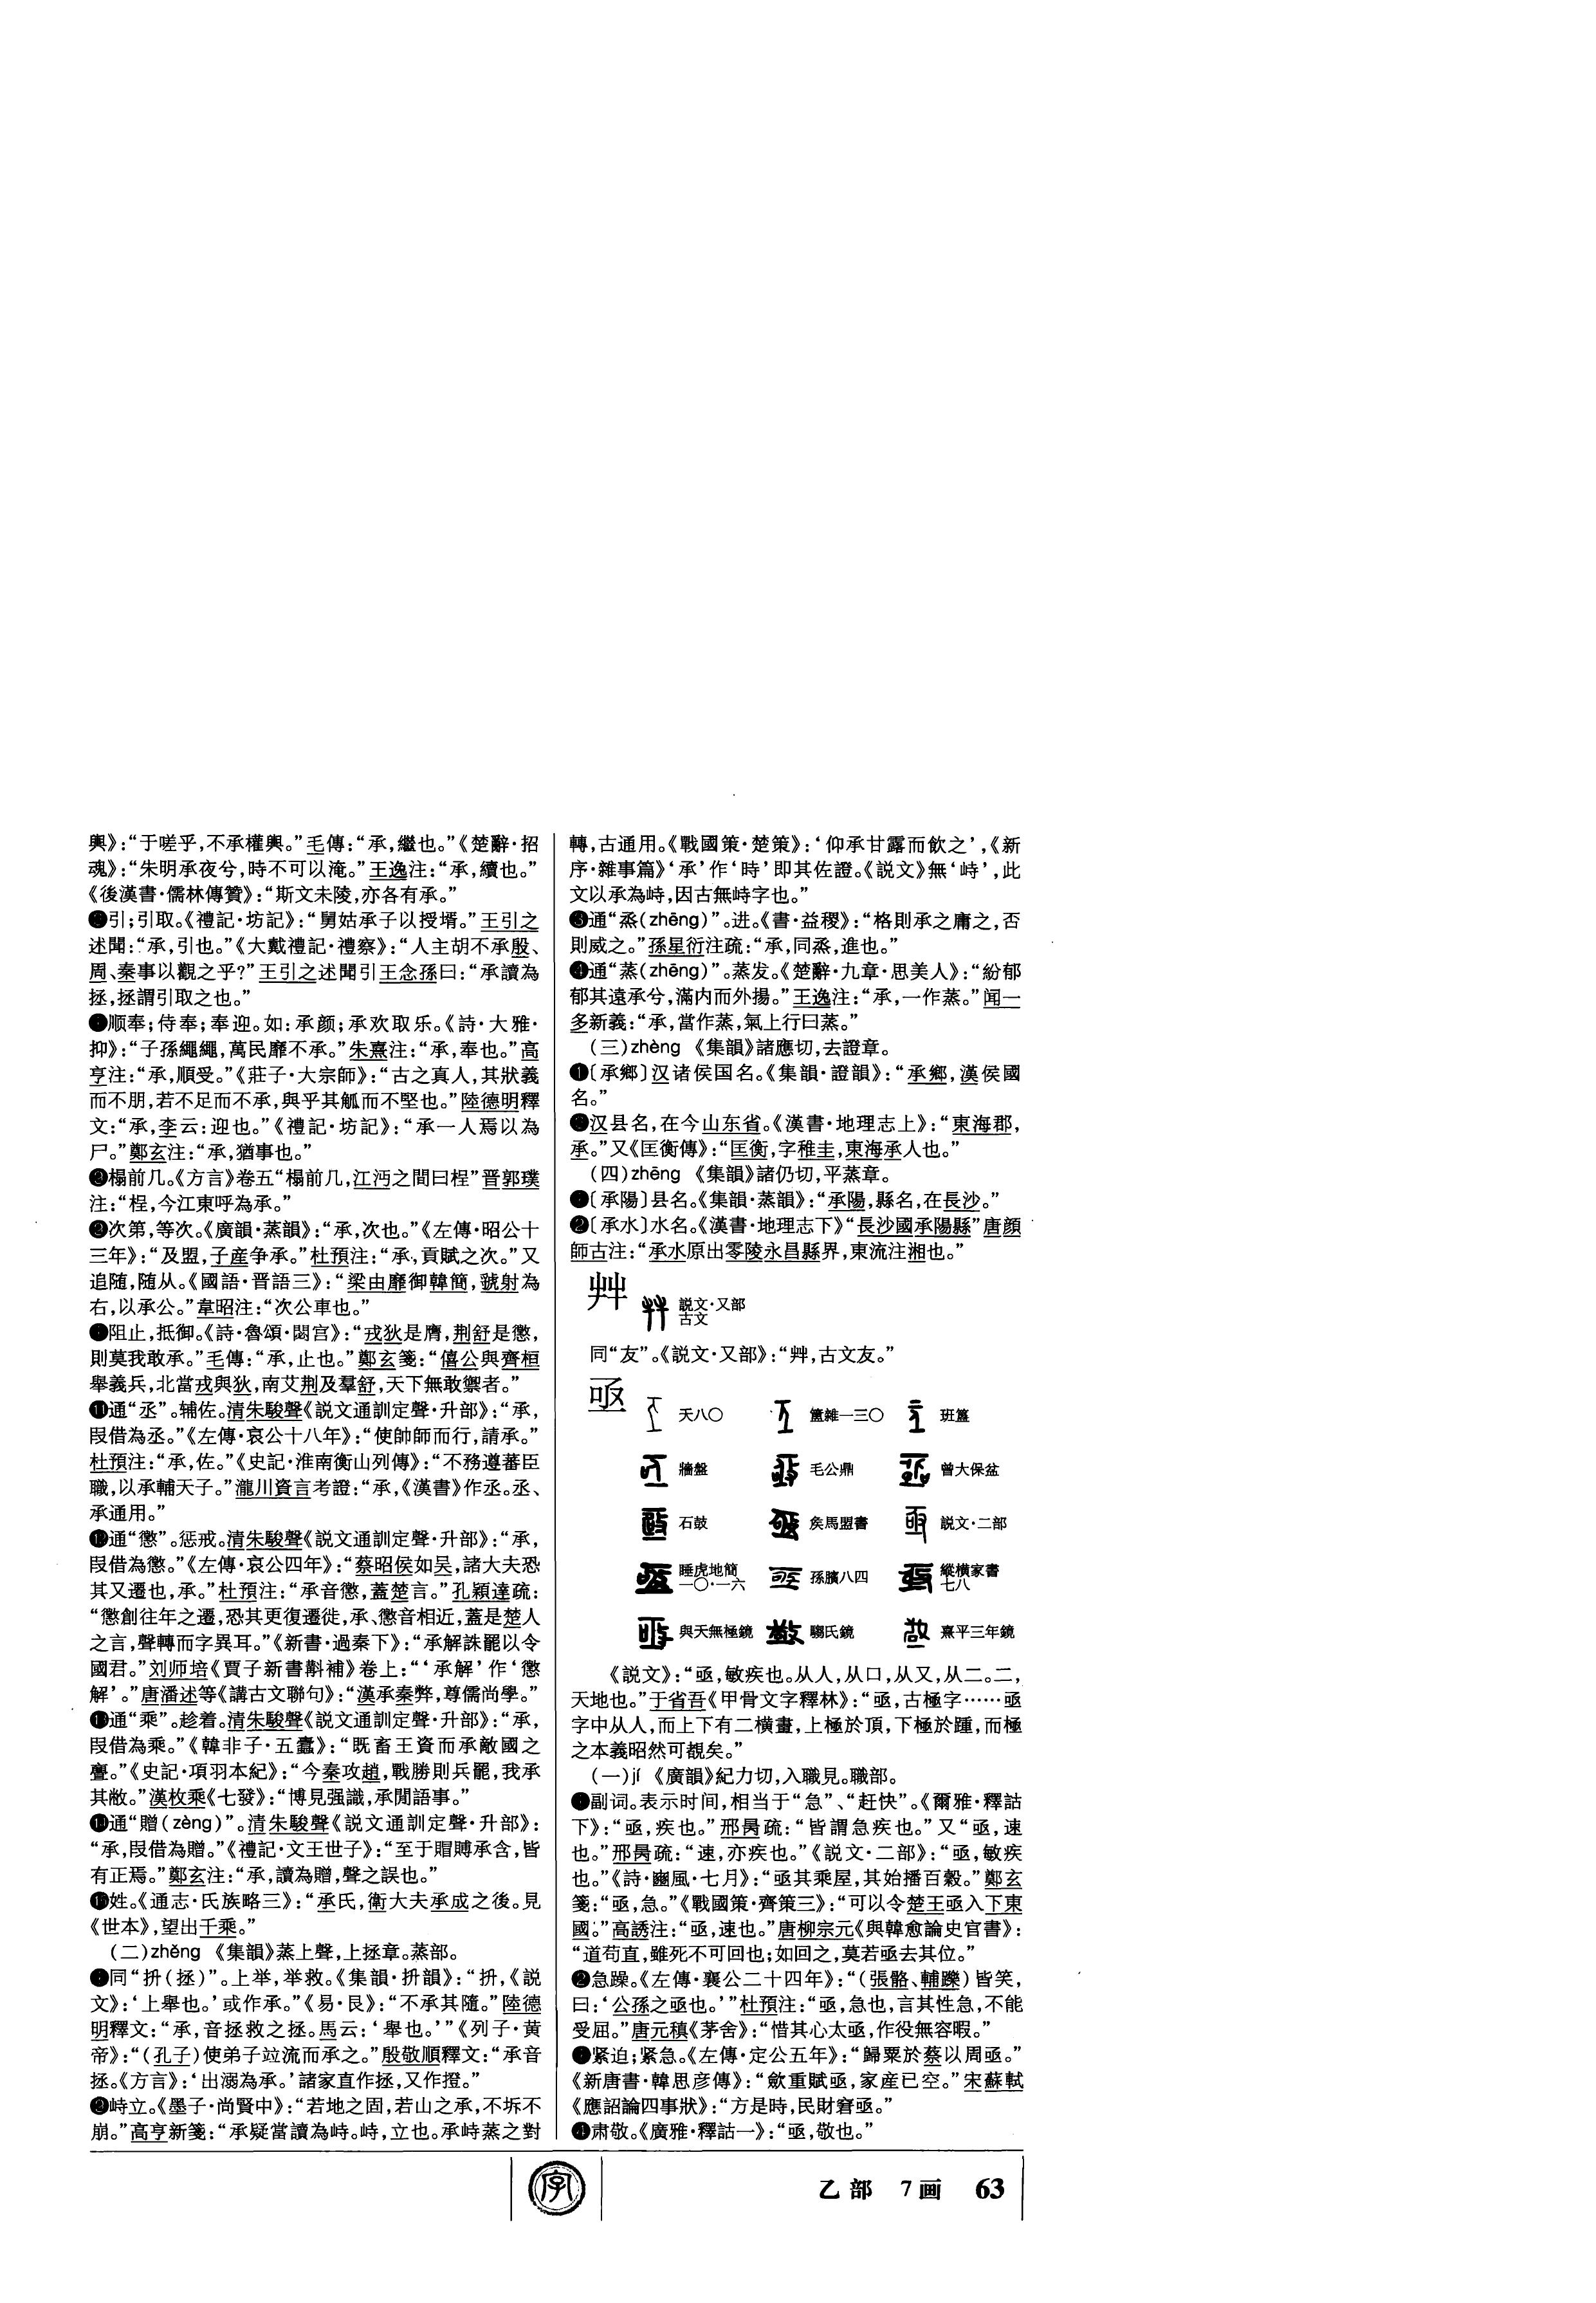 輿》：“于嗟乎，不承權輿。”毛傳：“承，繼也。”《楚辭·招
魂》：“朱明承夜兮，時不可以淹。”王逸注：“承，續也。”
《後漢書·儒林傳贊》：“斯文未陵，亦各有承。”
引；引取。《禮記·坊記》：“舅姑承子以授壻。”王引之
述聞：“承，引也。”《大戴禮記·禮察》：“人主胡不承殷、
周、秦事以觀之乎?”王引之述聞引王念孫曰：“承讀為
拯，拯謂引取之也。”
顺奉；侍奉；奉迎。如：承颜；承欢取乐。《詩·大雅·
抑》：“子孫繩繩，萬民靡不承。”朱熹注：“承，奉也。”高
亨注：“承，順受。”《莊子·大宗師》：“古之真人，其狀義
而不朋，若不足而不承，與乎其觚而不堅也。”陸德明釋
文：“承，李云：迎也。”《禮記·坊記》：“承一人焉以為
尸。”鄭玄注：“承，猶事也。”
榻前几。《方言》卷五“榻前几，江沔之間曰桯”晋郭璞
注：“桯，今江東呼為承。”
次第，等次。《廣韻·蒸韻》：“承，次也。”《左傳·昭公十
三年》：“及盟，子産争承。”杜預注：“承，貢賦之次。”又
追随，随从。《國語·晋語三》：“梁由靡御韓簡，虢射為
右，以承公。”韋昭注：“次公車也。”
阻止，抵御。《詩·魯頌·閟宫》：“戎狄是膺，荆舒是懲，
則莫我敢承。”毛傳：“承，止也。”鄭玄箋：“僖公與齊桓
舉義兵，北當戎與狄，南艾荆及羣舒，天下無敢禦者。”
⓫通“丞”。辅佐。清朱駿聲《説文通訓定聲·升部》：“承，
叚借為丞。”《左傳·哀公十八年》：“使帥師而行，請承。”
杜預注：“承，佐。”《史記·淮南衡山列傳》：“不務遵蕃臣
職，以承輔天子。”瀧川資言考證：“承，《漢書》作丞。丞、
承通用。”
⓬通“懲”。惩戒。清朱駿聲《説文通訓定聲·升部》：“承，
叚借為懲。”《左傳·哀公四年》：“蔡昭侯如吴，諸大夫恐
其又遷也，承。”杜預注：“承音懲，蓋楚言。”孔穎達疏：
“懲創往年之遷，恐其更復遷徙，承、懲音相近，蓋是楚人
之言，聲轉而字異耳。”《新書·過秦下》：“承解誅罷以令
國君。”刘师培《賈子新書斠補》卷上：“‘承解’作‘懲
解’。”唐潘述等《講古文聯句》：“漢承秦弊，尊儒尚學。”
⓭通“乘”。趁着。清朱駿聲《説文通訓定聲·升部》：“承，
叚借為乘。”《韓非子·五蠹》：“既畜王資而承敵國之
舋。”《史記·項羽本紀》：“今秦攻趙，戰勝則兵罷，我承
其敝。”漢枚乘《七發》：“博見强識，承閒語事。”
⓮通“贈（zèng）”。清朱駿聲《説文通訓定聲·升部》：
“承，叚借為贈。”《禮記·文王世子》：“至于賵賻承含，皆
有正焉。”鄭玄注：“承，讀為贈，聲之誤也。”
⓯姓。《通志·氏族略三》：“承氏，衛大夫承成之後。見
《世本》，望出千乘。”
（二）zhěng 《集韻》蒸上聲，上拯章。蒸部。
同“抍（拯）”。上举，举救。《集韻·抍韻》：“抍，《説
文》：‘上舉也。’或作承。”《易·艮》：“不承其隨。”陸德
明釋文：“承，音拯救之拯。馬云：‘舉也。’”《列子·黄
帝》：“（孔子）使弟子竝流而承之。”殷敬順釋文：“承音
拯。《方言》：‘出溺為承。’諸家直作拯，又作撜。”
❷峙立。《墨子·尚賢中》：“若地之固，若山之承，不坼不
崩。”高亨新箋：“承疑當讀為峙。峙，立也。承峙蒸之對
轉，古通用。《戰國策·楚策》：‘仰承甘露而飲之’，《新
序·雜事篇》‘承’作‘時’即其佐證。《説文》無‘峙’，此
文以承為峙，因古無峙字也。”
❸通“烝（zhēng）”。进。《書·益稷》：“格則承之庸之，否
則威之。”孫星衍注疏：“承，同烝，進也。”
❹通“蒸（zhēng）”。蒸发。《楚辭·九章·思美人》：“紛郁
郁其遠承兮，滿内而外揚。”王逸注：“承，一作蒸。”闻一
多新義：“承，當作蒸，氣上行曰蒸。”
（三）zhèng 《集韻》諸應切，去證章。
❶〔承鄉〕汉诸侯国名。《集韻·證韻》：“承鄉，漢侯國
名。”
❷汉县名，在今山东省。《漢書·地理志上》：“東海郡，
承。”又《匡衡傳》：“匡衡，字稚圭，東海承人也。”
（四）zhēng 《集韻》諸仍切，平蒸章。
❶〔承陽〕县名。《集韻·蒸韻》：“承陽，縣名，在長沙。”
❷〔承水〕水名。《漢書·地理志下》“長沙國承陽縣”唐顔
師古注：“承水原出零陵永昌縣界，東流注湘也。”
艸 説文·又部
古文
同“友”。《説文·又部》：“艸，古文友。”
亟 天八〇 簠雜一三〇 班簋
牆盤 毛公鼎 曾大保盆
石鼓 矦馬盟書 説文·二部
睡虎地簡一〇·一六 孫臏八四 縱横家書七八
與天無極鏡 騶氏鏡 熹平三年鏡
《説文》：“亟，敏疾也。从人，从口，从又，从二。二，
天地也。”于省吾《甲骨文字釋林》：“亟，古極字……亟
字中从人，而上下有二横畫，上極於頂，下極於踵，而極
之本義昭然可覩矣。”
（一）jí 《廣韻》紀力切，入職見。職部。
❶副词。表示时间，相当于“急”、“赶快”。《爾雅·釋詁
下》：“亟，疾也。”邢昺疏：“皆謂急疾也。”又“亟，速
也。”邢昺疏：“速，亦疾也。”《説文·二部》：“亟，敏疾
也。”《詩·豳風·七月》：“亟其乘屋，其始播百穀。”鄭玄
箋：“亟，急。”《戰國策·齊策三》：“可以令楚王亟入下東
國。”高誘注：“亟，速也。”唐柳宗元《與韓愈論史官書》：
“道苟直，雖死不可回也；如回之，莫若亟去其位。”
❷急躁。《左傳·襄公二十四年》：“（張骼、輔躒）皆笑，
曰：‘公孫之亟也。’”杜預注：“亟，急也，言其性急，不能
受屈。”唐元稹《茅舍》：“惜其心太亟，作役無容暇。”
❸紧迫；紧急。《左傳·定公五年》：“歸粟於蔡以周亟。”
《新唐書·韓思彦傳》：“斂重賦亟，家産已空。”宋蘇軾
《應詔論四事狀》：“方是時，民財窘亟。”
❹肃敬。《廣雅·釋詁一》：“亟，敬也。”
字
乙部 7画 63